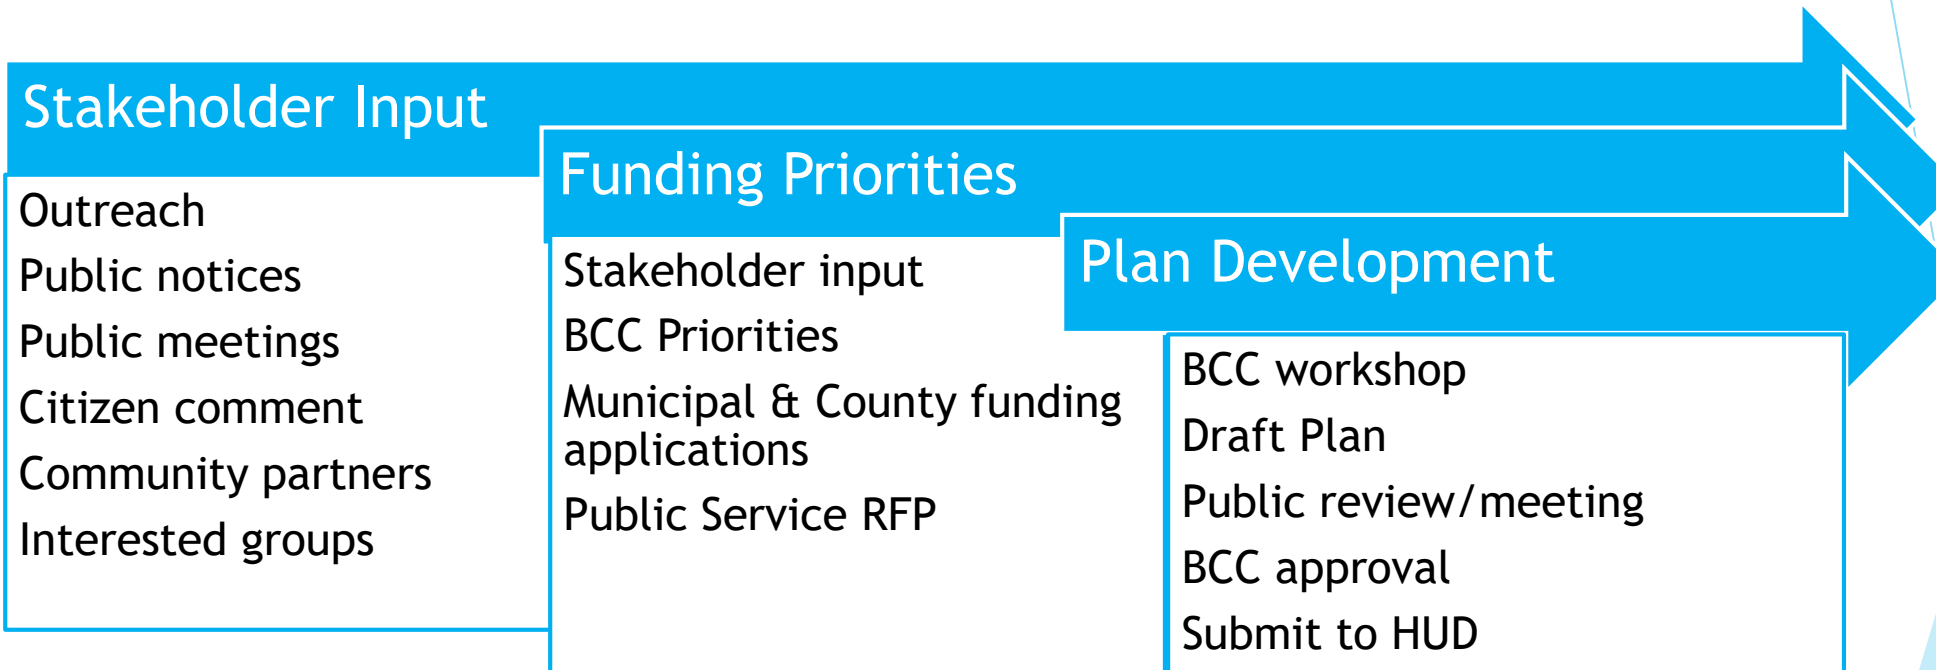 Stakeholder Input
Outreach
Public notices
Public meetings
Citizen comment
Community partners
Interested groups
Funding Priorities
Stakeholder input
BCC Priorities
Municipal & County funding
applications
Public Service RFP
Plan Development
BCC workshop
Draft Plan
Public review/meeting
BCC approval
Submit to HUD